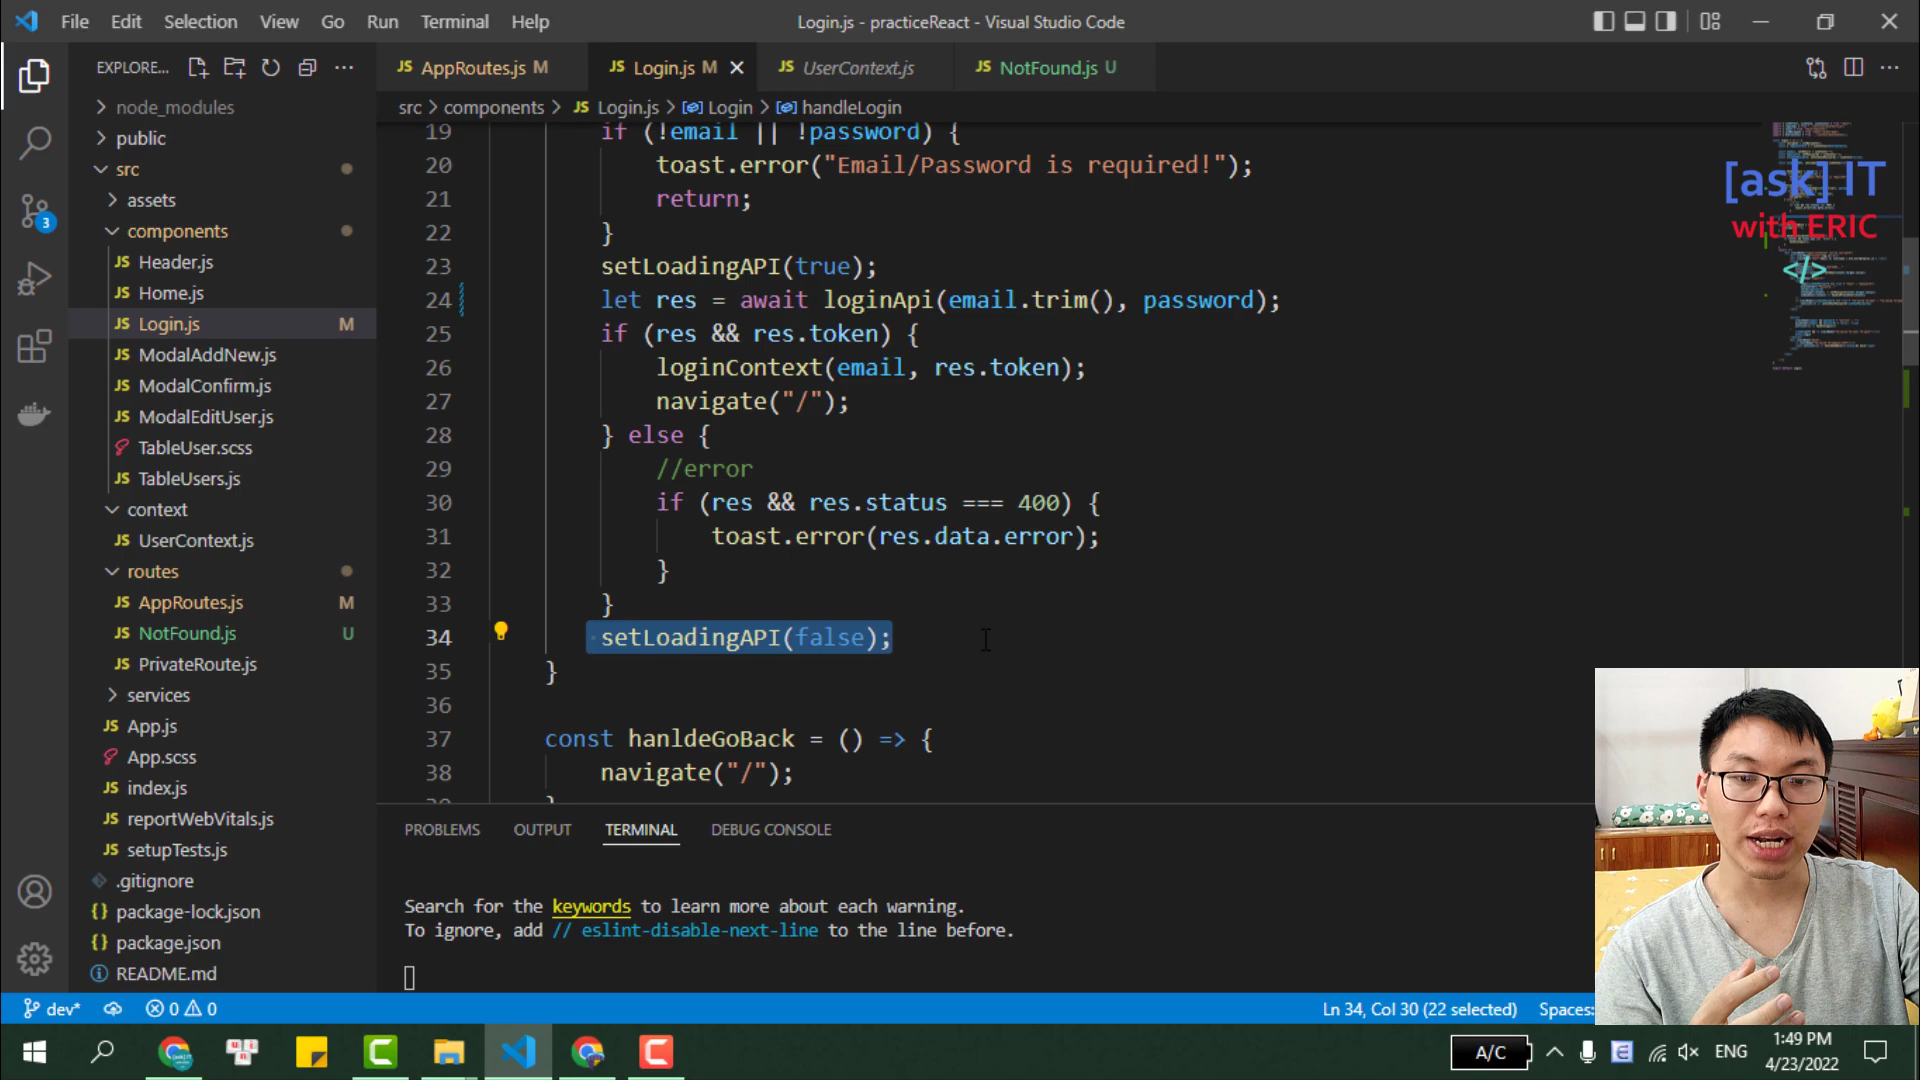 File Edit Selection View Go Run Terminal Help
Login.js - practiceReact - Visual Studio Code
EXPLORE...
JS AppRoutes.js M
JS Login.js M
JS UserContext.js
JS NotFound.js U
src > components > JS Login.js > Login > handleLogin
node_modules
public
src
assets
components
JS Header.js
JS Home.js
JS Login.js M
JS ModalAddNew.js
JS ModalConfirm.js
JS ModalEditUser.js
TableUser.scss
JS TableUsers.js
context
JS UserContext.js
routes
JS AppRoutes.js M
JS NotFound.js U
JS PrivateRoute.js
services
JS App.js
App.scss
JS index.js
JS reportWebVitals.js
JS setupTests.js
.gitignore
{} package-lock.json
{} package.json
README.md
3
19 if (!email || !password) {
20 toast.error("Email/Password is required!");
21 return;
22 }
23 setLoadingAPI(true);
24 let res = await loginApi(email.trim(), password);
25 if (res && res.token) {
26 loginContext(email, res.token);
27 navigate("/");
28 } else {
29 //error
30 if (res && res.status === 400) {
31 toast.error(res.data.error);
32 }
33 }
34 setLoadingAPI(false);
35 }
36
37 const hanldeGoBack = () => {
38 navigate("/");
[ask] IT
with ERIC
</>
PROBLEMS OUTPUT TERMINAL DEBUG CONSOLE
Search for the keywords to learn more about each warning.
To ignore, add // eslint-disable-next-line to the line before.
dev* 0 0
Ln 34, Col 30 (22 selected) Spaces:
A/C
ENG
1:49 PM
4/23/2022